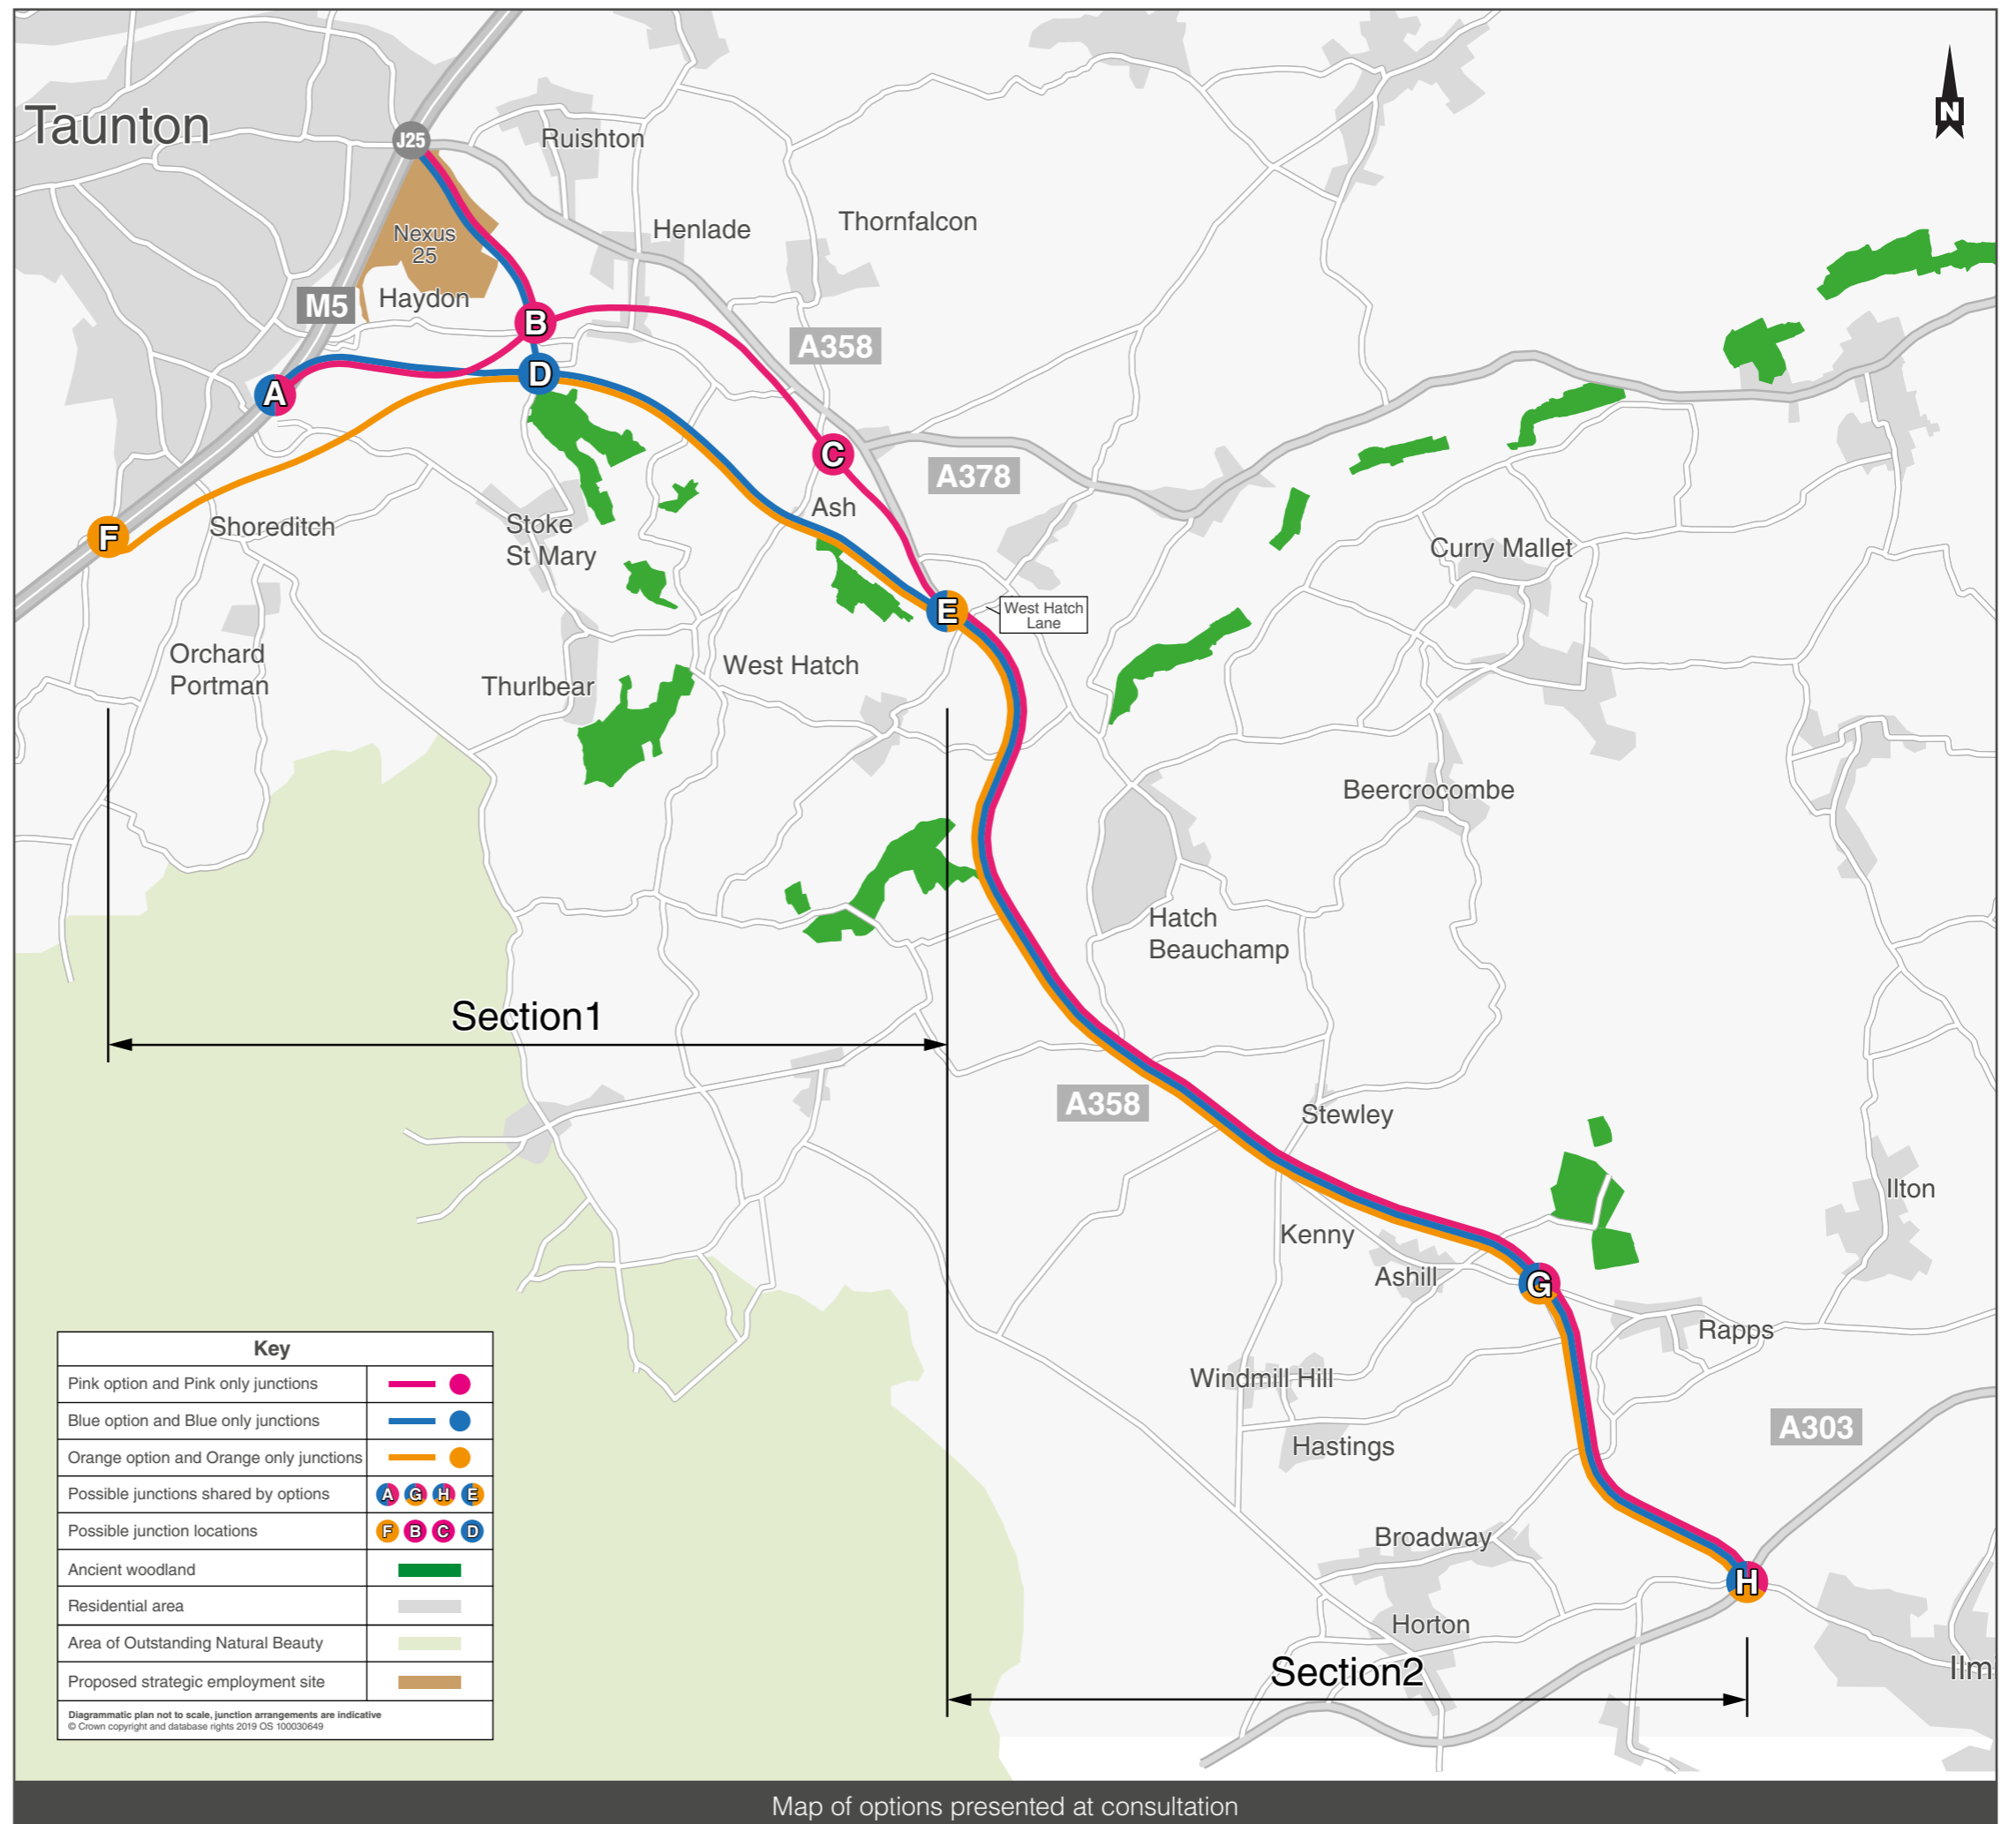 Taunton
J25
Ruishton
Nexus
25
Henlade
Thornfalcon
M5
Haydon
B
A358
D
A
C
A378
Ash
F
Shoreditch
Stoke
St Mary
Curry Mallet
E
West Hatch
Lane
Orchard
Portman
Thurlbear
West Hatch
Beercrocombe
Hatch
Beauchamp
Section1
A358
Stewley
Ilton
Kenny
Ashill
G
Rapps
Windmill Hill
A303
Hastings
Broadway
H
Horton
Section2
Ilm
N
Key
Pink option and Pink only junctions
Blue option and Blue only junctions
Orange option and Orange only junctions
Possible junctions shared by options A G H E
Possible junction locations F B C D
Ancient woodland
Residential area
Area of Outstanding Natural Beauty
Proposed strategic employment site
Diagrammatic plan not to scale, junction arrangements are indicative
© Crown copyright and database rights 2019 OS 100030649
Map of options presented at consultation